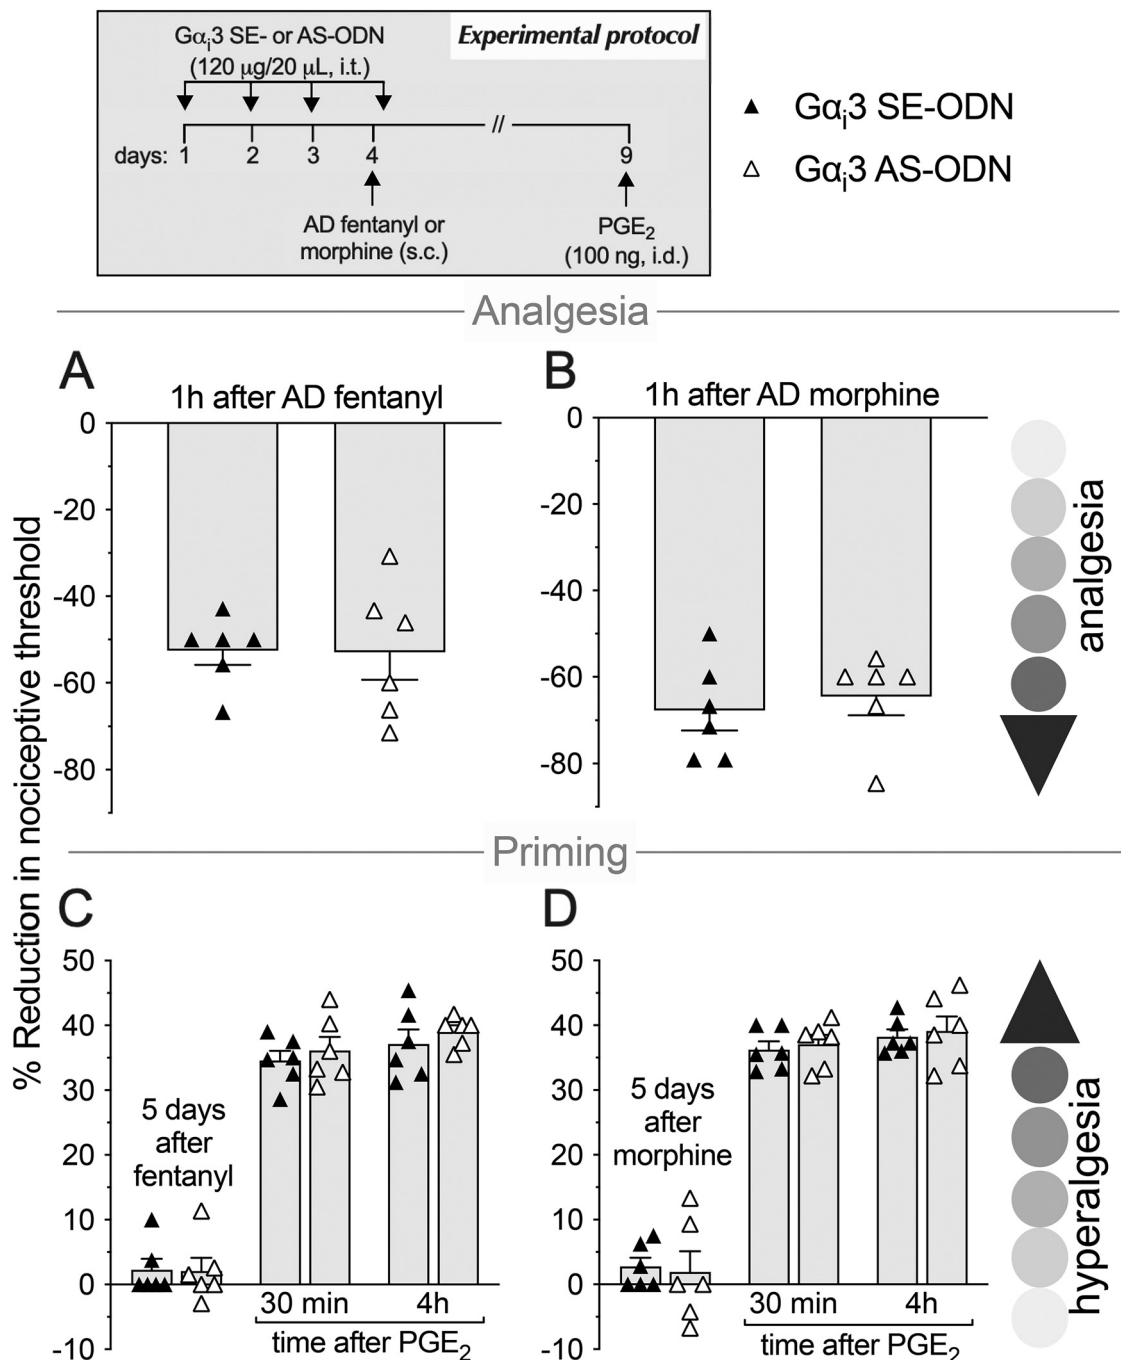 Gαi3 SE- or AS-ODN
(120 µg/20 µL, i.t.)
Experimental protocol
days: 1 2 3 4 // 9
AD fentanyl or
morphine (s.c.)
PGE2
(100 ng, i.d.)
Gαi3 SE-ODN
Gαi3 AS-ODN
Analgesia
A
1h after AD fentanyl
0
-20
-40
-60
-80
B
1h after AD morphine
0
-20
-40
-60
-80
analgesia
% Reduction in nociceptive threshold
Priming
C
50
40
30
20
10
0
-10
5 days
after
fentanyl
30 min 4h
time after PGE2
D
50
40
30
20
10
0
-10
5 days
after
morphine
30 min 4h
time after PGE2
hyperalgesia